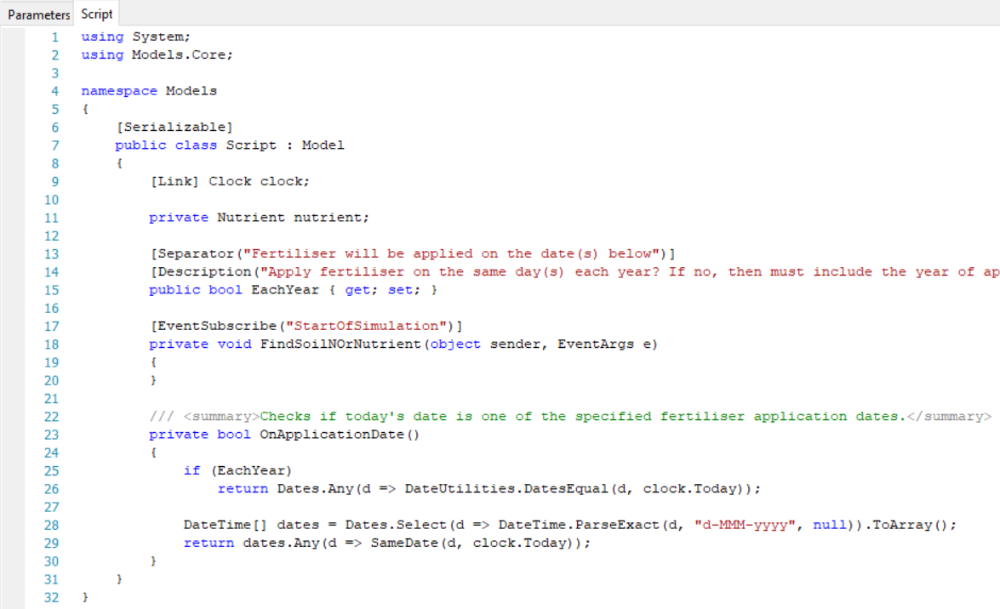 Parameters Script
1 using System;
2 using Models.Core;
3
4 namespace Models
5 {
6 [Serializable]
7 public class Script : Model
8 {
9 [Link] Clock clock;
10
11 private Nutrient nutrient;
12
13 [Separator("Fertiliser will be applied on the date(s) below")]
14 [Description("Apply fertiliser on the same day(s) each year? If no, then must include the year of ap
15 public bool EachYear { get; set; }
16
17 [EventSubscribe("StartOfSimulation")]
18 private void FindSoilNOrNutrient(object sender, EventArgs e)
19 {
20 }
21
22 /// <summary>Checks if today's date is one of the specified fertiliser application dates.</summary>
23 private bool OnApplicationDate()
24 {
25 if (EachYear)
26 return Dates.Any(d => DateUtilities.DatesEqual(d, clock.Today));
27
28 DateTime[] dates = Dates.Select(d => DateTime.ParseExact(d, "d-MMM-yyyy", null)).ToArray();
29 return dates.Any(d => SameDate(d, clock.Today));
30 }
31 }
32 }